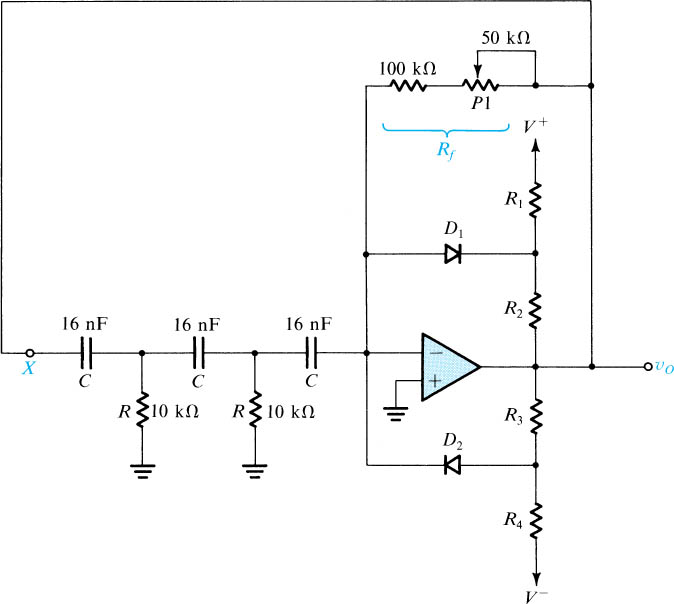 50 kΩ
100 kΩ
P1
V+
Rf
R1
D1
R2
16 nF 16 nF 16 nF
X C C C
− 
+
vO
R 10 kΩ R 10 kΩ
R3
D2
R4
V−